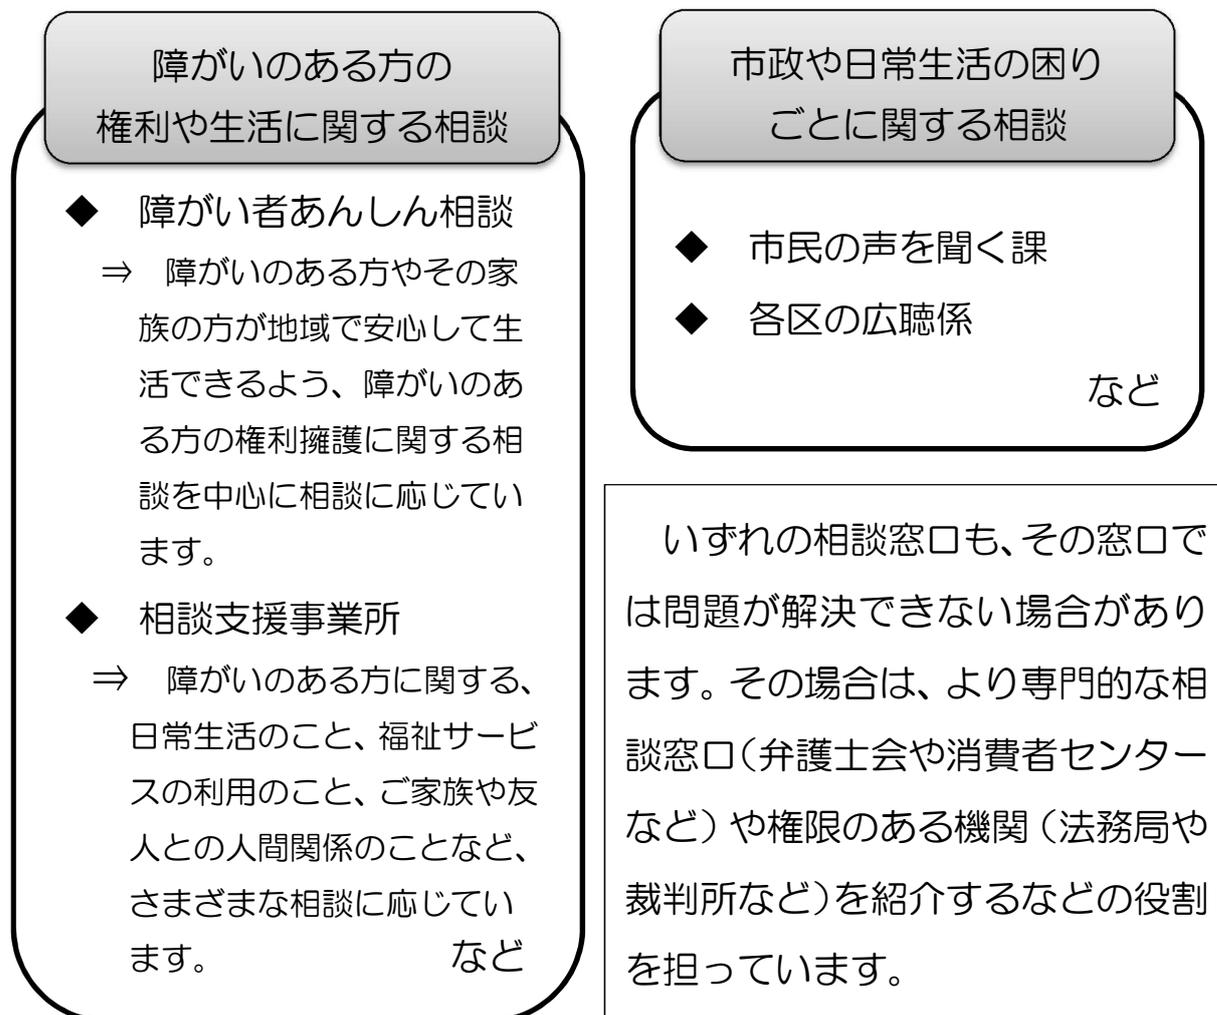 障がいのある方の
権利や生活に関する相談
◆ 障がい者あんしん相談
⇒ 障がいのある方やその家
族の方が地域で安心して生
活できるよう、障がいのあ
る方の権利擁護に関する相
談を中心に相談に応じてい
ます。
◆ 相談支援事業所
⇒ 障がいのある方に関する、
日常生活のこと、福祉サービ
スの利用のこと、ご家族や友
人との人間関係のことなど、
さまざまな相談に応じてい
ます。 など
市政や日常生活の困り
ごとに関する相談
◆ 市民の声を聞く課
◆ 各区の広聴係
など
いずれの相談窓口も、その窓口で
は問題が解決できない場合があり
ます。その場合は、より専門的な相
談窓口（弁護士会や消費者センター
など）や権限のある機関（法務局や
裁判所など）を紹介するなどの役割
を担っています。